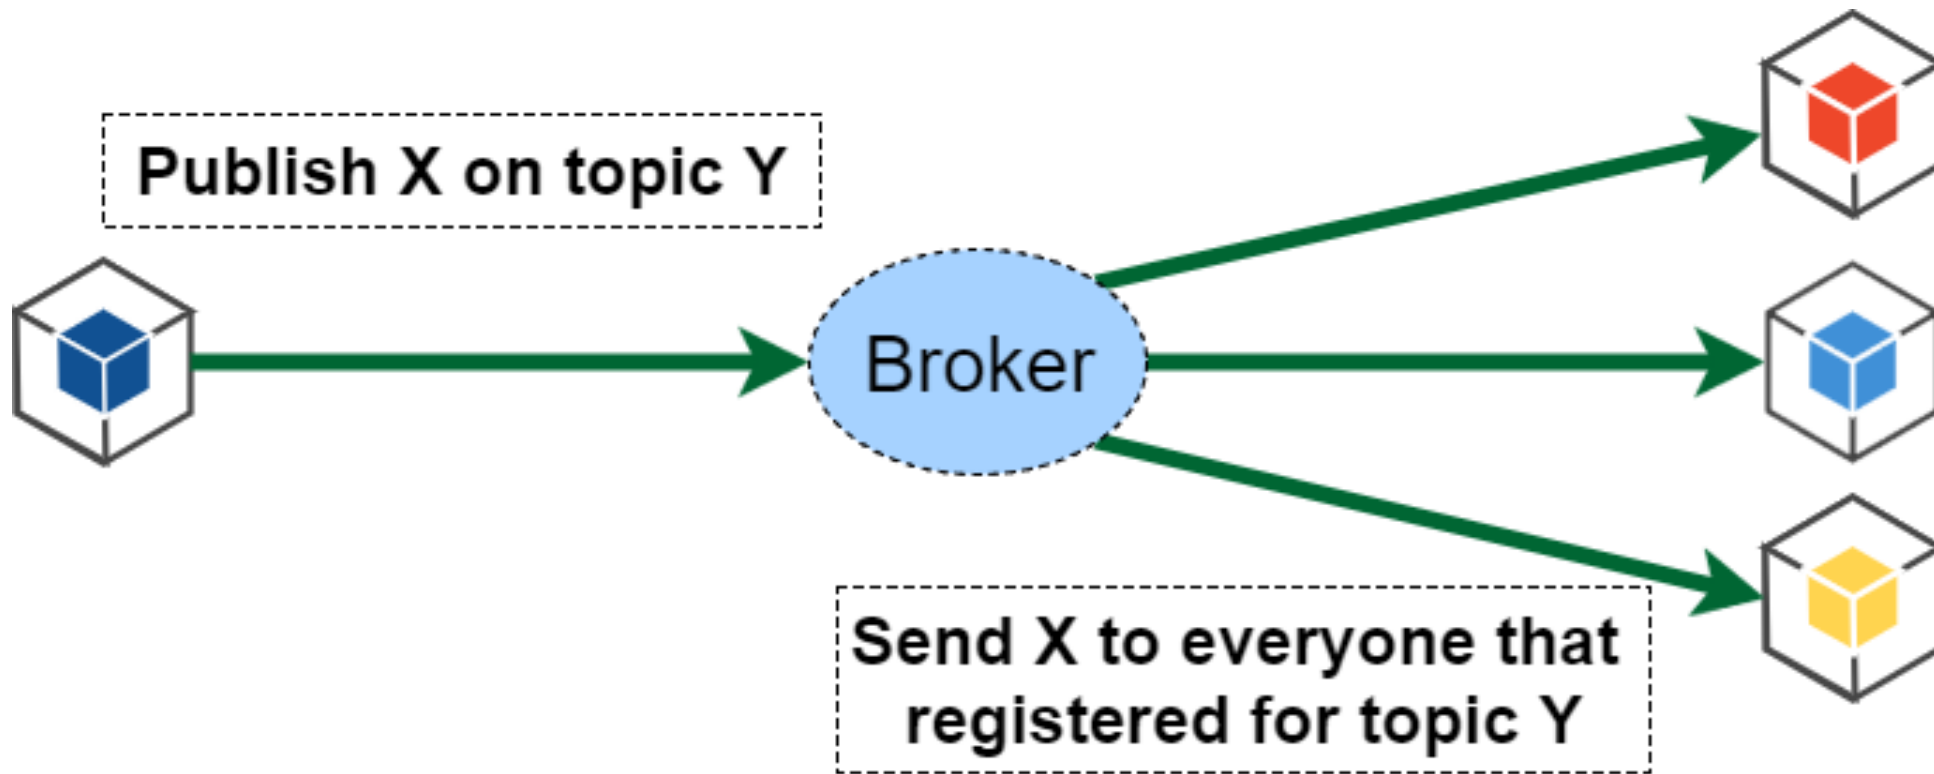 Publish X on topic Y
Broker
Send X to everyone that
registered for topic Y